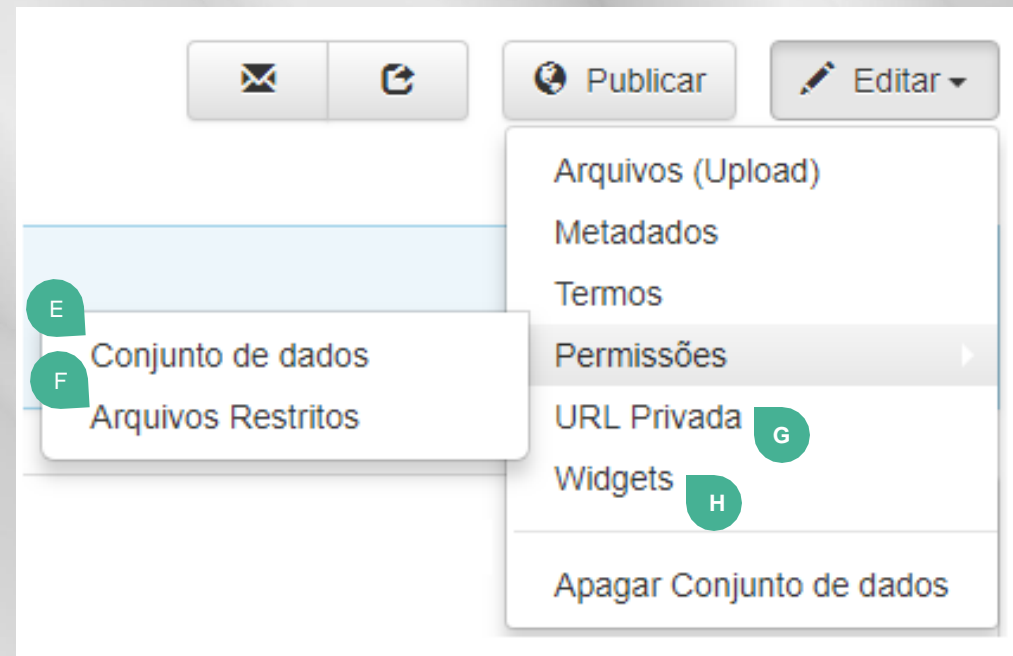 Publicar
Editar
Arquivos (Upload)
Metadados
Termos
E
Conjunto de dados
Permissões
F
Arquivos Restritos
URL Privada
G
Widgets
H
Apagar Conjunto de dados